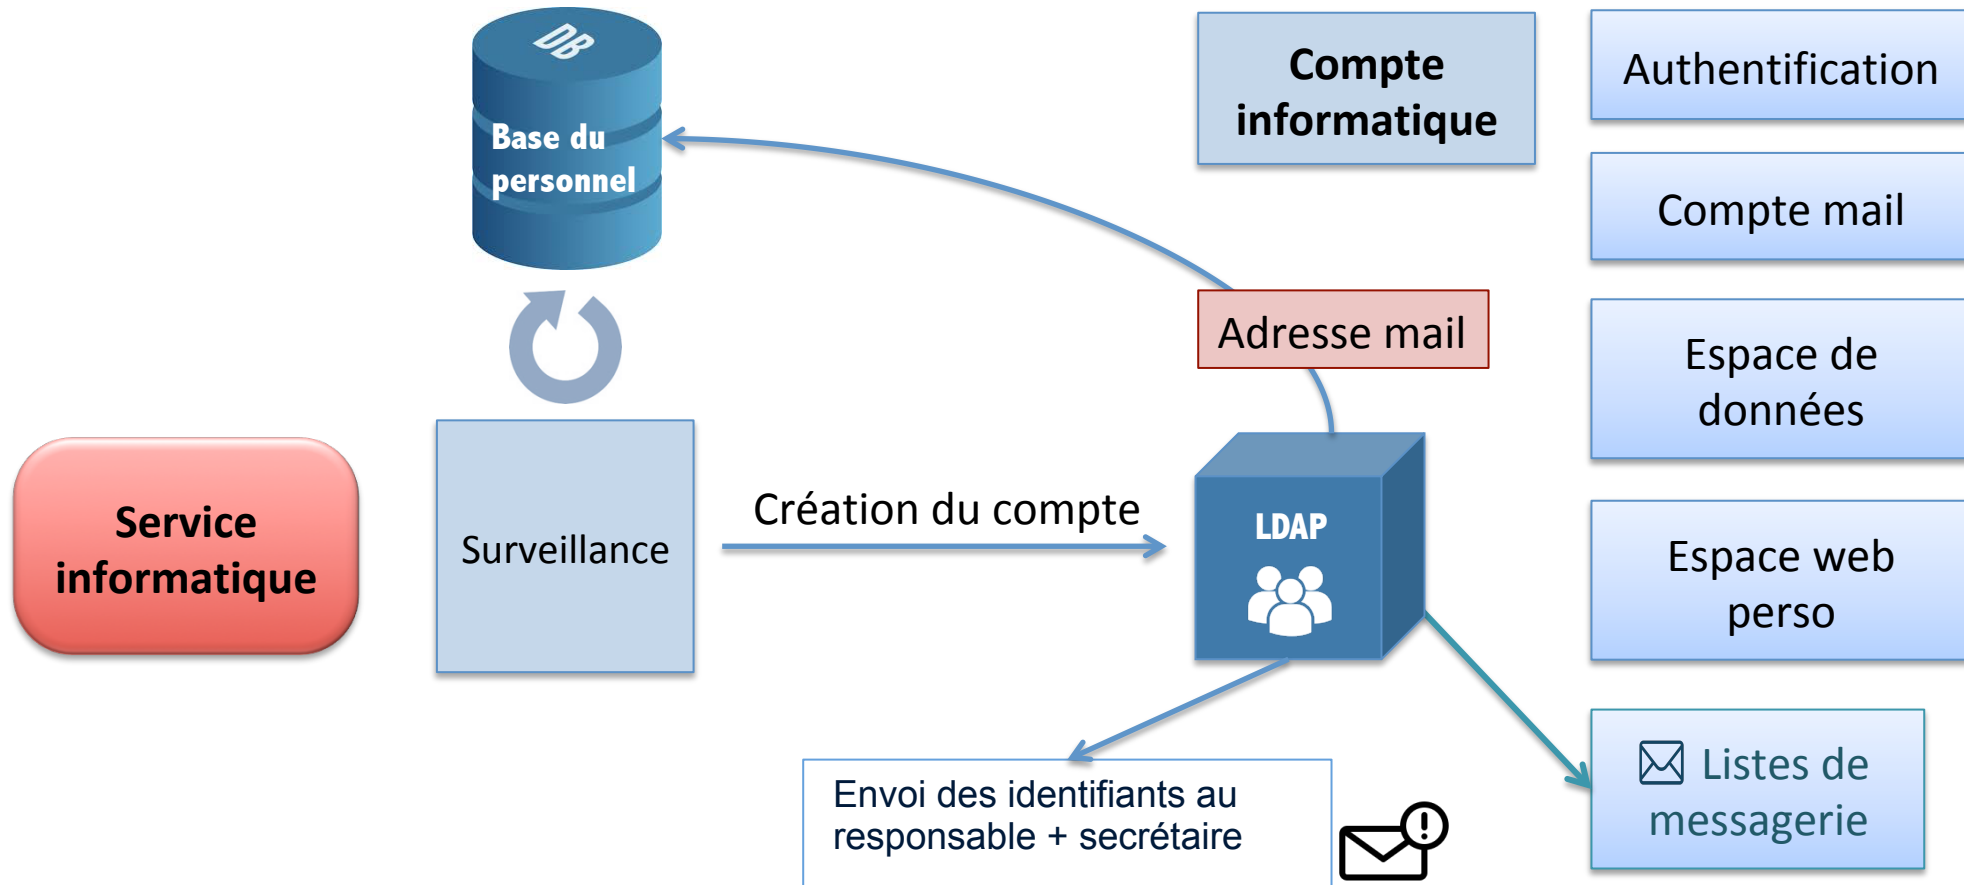 DB
Base du
personnel
Compte
informatique
Authentification
Compte mail
Adresse mail
Espace de
données
Service
informatique
Surveillance
Création du compte
LDAP
Espace web
perso
Envoi des identifiants au
responsable + secrétaire
Listes de
messagerie